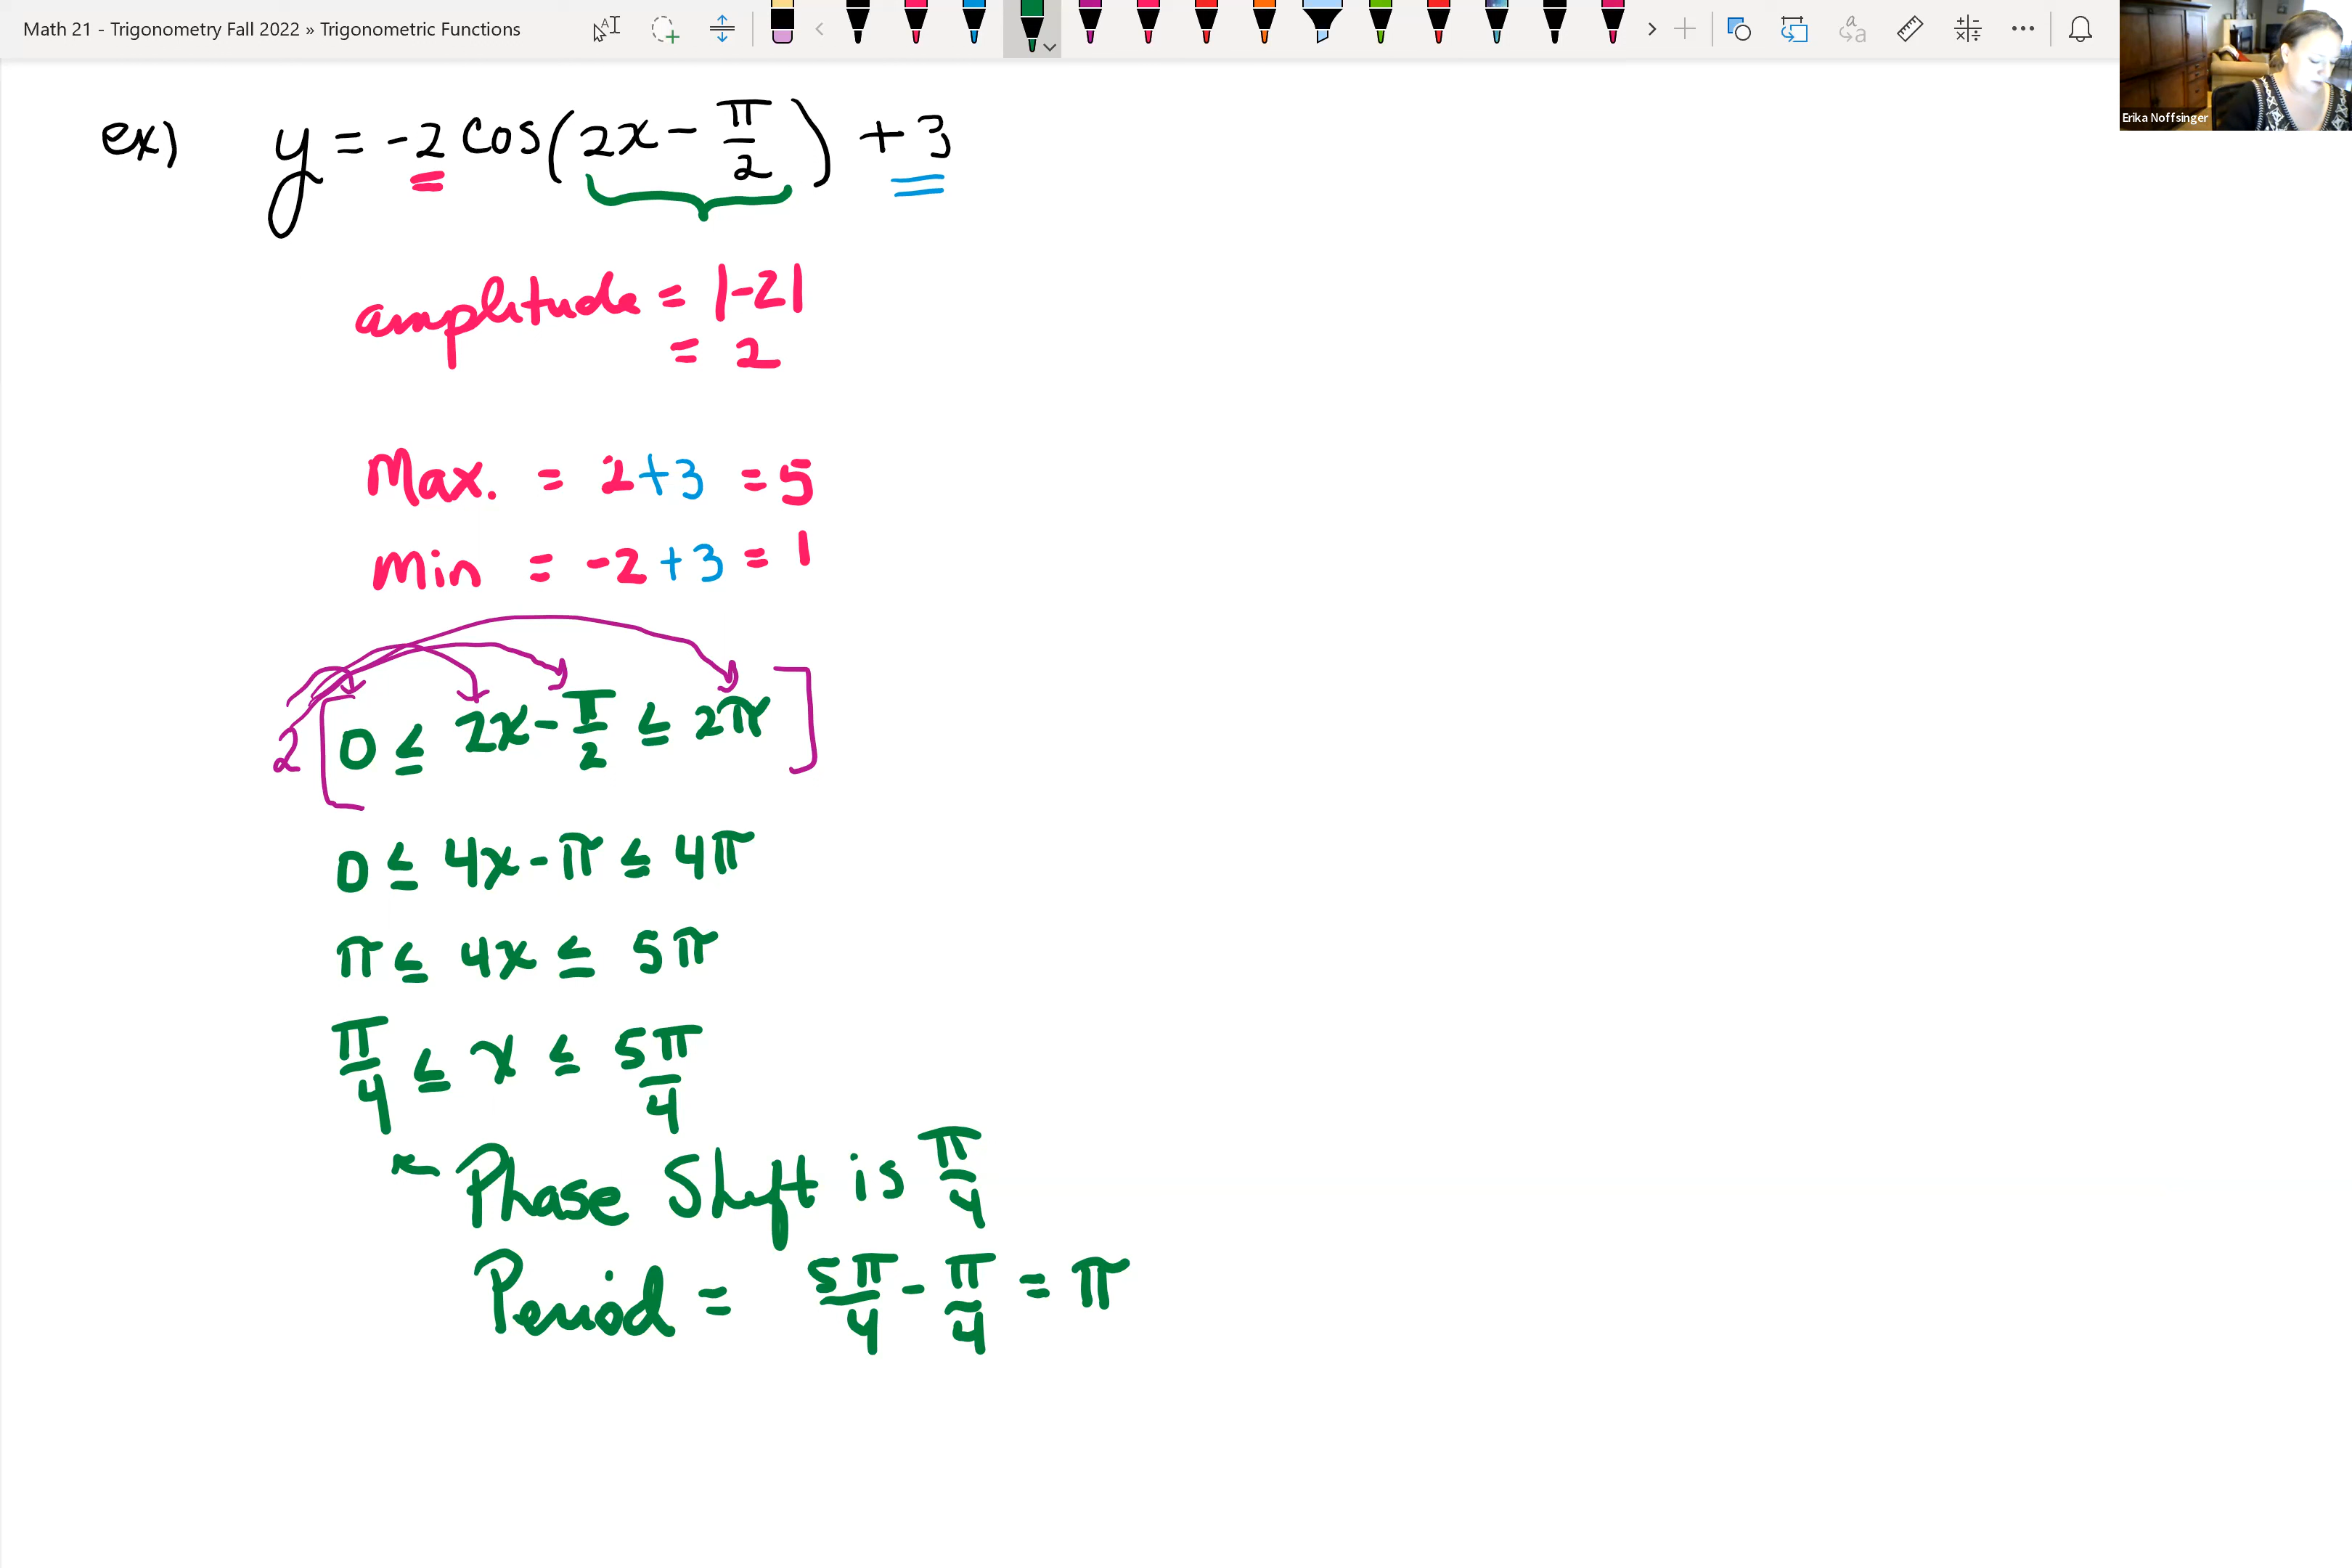 Math 21 - Trigonometry Fall 2022 » Trigonometric Functions
Erika Noffsinger
ex) y = -2 cos(2x - π/2) + 3
amplitude = |-2|
= 2
Max. = 2 + 3 = 5
Min = -2 + 3 = 1
2[0 ≤ 2x - π/2 ≤ 2π]
0 ≤ 4x - π ≤ 4π
π ≤ 4x ≤ 5π
π/4 ≤ x ≤ 5π/4
Phase Shift is π/4
Period = 5π/4 - π/4 = π